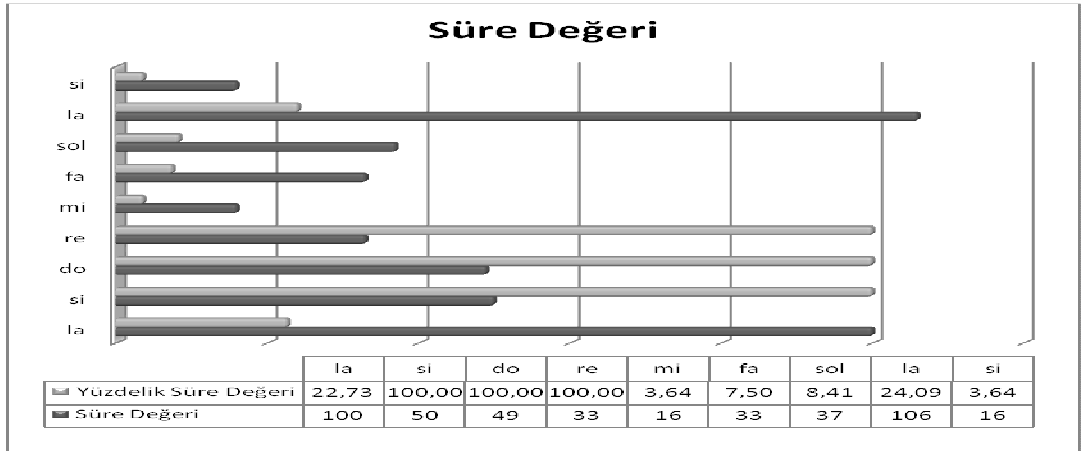 Süre Değeri
si
la
sol
fa
mi
re
do
si
la
la si do re mi fa sol la si
Yüzdelik Süre Değeri 22,73 100,00 100,00 100,00 3,64 7,50 8,41 24,09 3,64
Süre Değeri 100 50 49 33 16 33 37 106 16